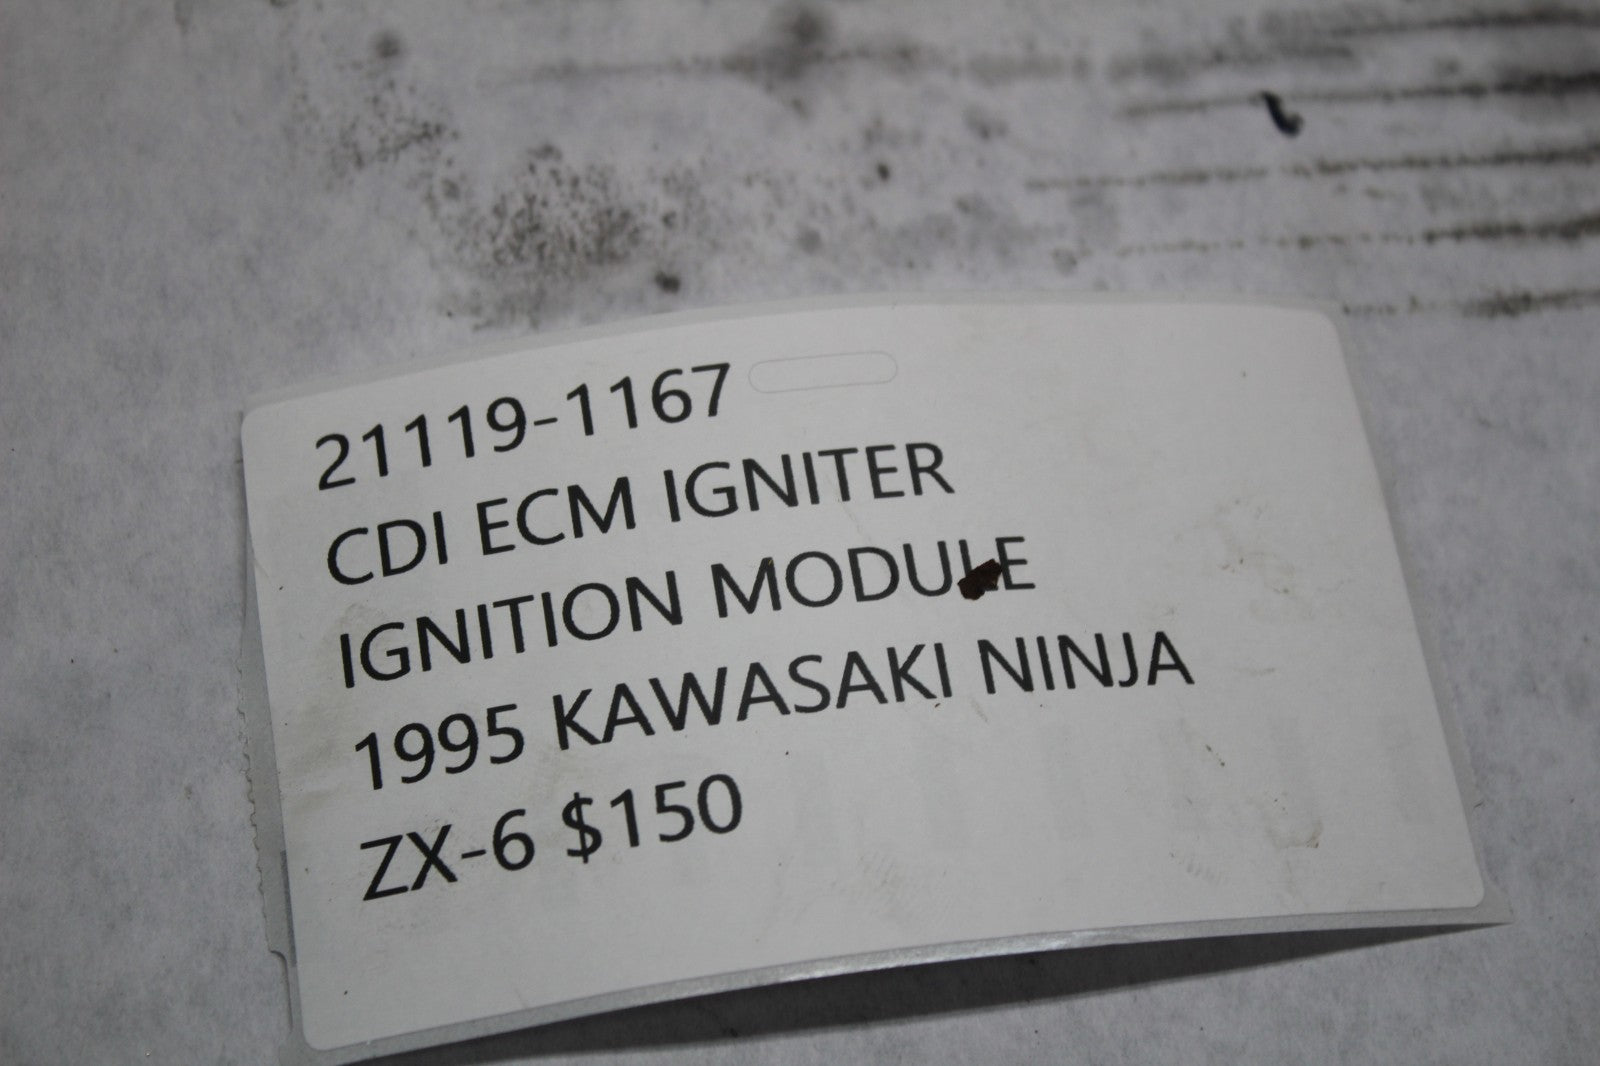 21119-1167
CDI ECM IGNITER
IGNITION MODULE
1995 KAWASAKI NINJA
ZX-6 $150